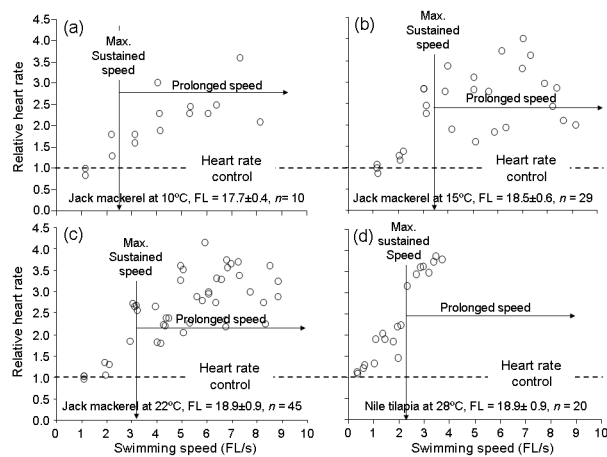 (a)
Max.
Sustained
speed
Prolonged speed
Heart rate
control
Jack mackerel at 10ºC, FL = 17.7±0.4, n= 10
Relative heart rate
4.5
4.0
3.5
3.0
2.5
2.0
1.5
1.0
0.5
0.0
(b)
Max.
Sustained
speed
Prolonged speed
Heart rate
control
Jack mackerel at 15ºC, FL = 18.5±0.6, n = 29
(c)
Max.
Sustained
speed
Prolonged speed
Heart rate
control
Jack mackerel at 22ºC, FL = 18.9±0.9, n = 45
Relative heart rate
4.5
4.0
3.5
3.0
2.5
2.0
1.5
1.0
0.5
0.0
0 1 2 3 4 5 6 7 8 9 10
Swimming speed (FL/s)
(d)
Max.
sustained
Speed
Prolonged speed
Heart rate
control
Nile tilapia at 28ºC, FL = 18.9± 0.9, n = 20
0 2 4 6 8 10
Swimming speed (FL/s)